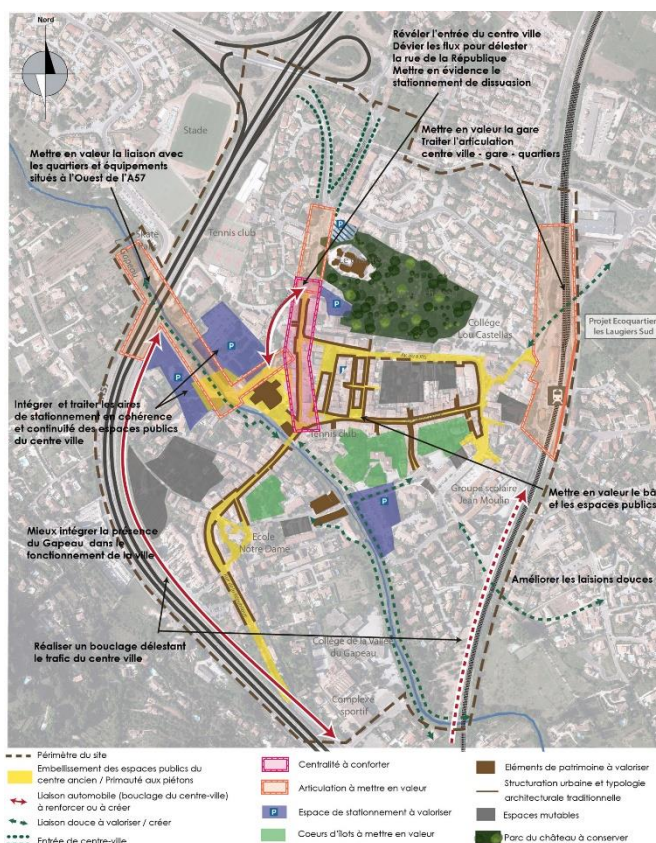 Nord
Révéler l'entrée du centre ville
Dévier les flux pour délester
la rue de la République
Mettre en évidence le
stationnement de dissuasion
Stade
Mettre en valeur la gare
Traiter l'articulation
centre ville - gare - quartiers
Mettre en valeur la liaison avec
les quartiers et équipements
situés à l'Ouest de l'A57
Skate
Tennis club
P
Gapeau
P
Collège
Lou Castellas
Projet Ecoquartier
les Laugiers Sud
P
P
A57
Intégrer et traiter les aires
de stationnement en cohérence
et continuité des espaces publics
du centre ville
Tennis club
Groupe scolaire
Jean Moulin
Mettre en valeur le bâ
et les espaces publics
P
Mieux intégrer la présence
du Gapeau dans le
fonctionnement de la ville
Ecole
Notre Dame
Améliorer les laisions douces
Réaliser un bouclage délestant
le trafic du centre ville
Collège de la Vallée
du Gapeau
Complexe
sportif
Périmètre du site
Embellissement des espaces publics du
centre ancien / Primauté aux piétons
Liaison automobile (bouclage du centre-ville)
à renforcer ou à créer
Liaison douce à valoriser / créer
Entrée de centre-ville
Centralité à conforter
Articulation à mettre en valeur
P
Espace de stationnement à valoriser
Coeurs d'îlots à mettre en valeur
Eléments de patrimoine à valoriser
Structuration urbaine et typologie
architecturale traditionnelle
Espaces mutables
Parc du château à conserver